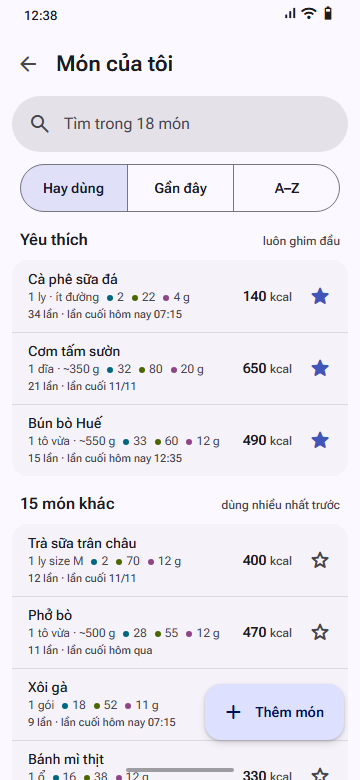 12:38
Món của tôi
Tìm trong 18 món
Hay dùng
Gần đây
A–Z
Yêu thích
luôn ghim đầu
Cà phê sữa đá
1 ly · ít đường • 2 • 22 • 4 g
140 kcal
34 lần · lần cuối hôm nay 07:15
Cơm tấm sườn
1 dĩa · ~350 g • 32 • 80 • 20 g
650 kcal
21 lần · lần cuối 11/11
Bún bò Huế
1 tô vừa · ~550 g • 33 • 60 • 12 g
490 kcal
15 lần · lần cuối hôm nay 12:35
15 món khác
dùng nhiều nhất trước
Trà sữa trân châu
1 ly size M • 2 • 70 • 12 g
400 kcal
12 lần · lần cuối 11/11
Phở bò
1 tô vừa · ~500 g • 28 • 55 • 12 g
470 kcal
11 lần · lần cuối hôm qua
Xôi gà
1 gói • 18 • 52 • 11 g
9 lần · lần cuối hôm nay 07:15
+ Thêm món
Bánh mì thịt
1 ổ • 16 • 38 • 12 g
330 kcal